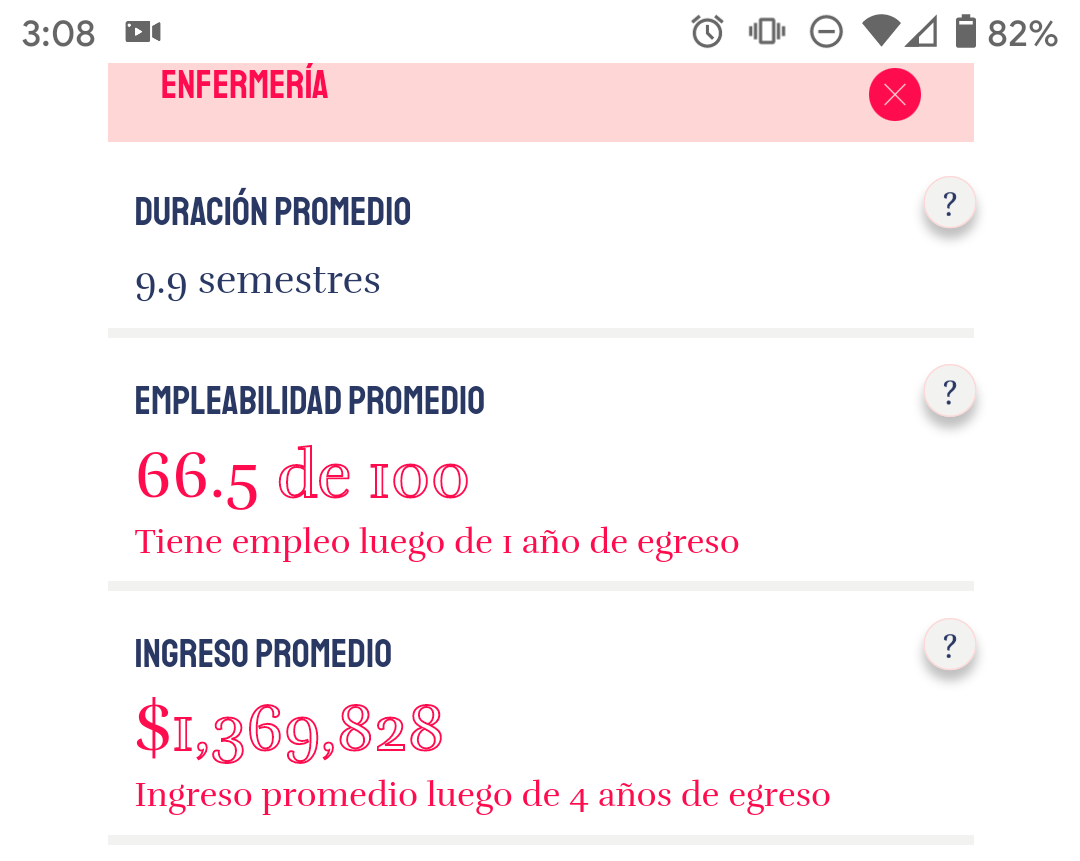 3:08
82%
ENFERMERÍA
DURACIÓN PROMEDIO
?
9.9 semestres
EMPLEABILIDAD PROMEDIO
?
66.5 de 100
Tiene empleo luego de 1 año de egreso
INGRESO PROMEDIO
?
$1,369,828
Ingreso promedio luego de 4 años de egreso